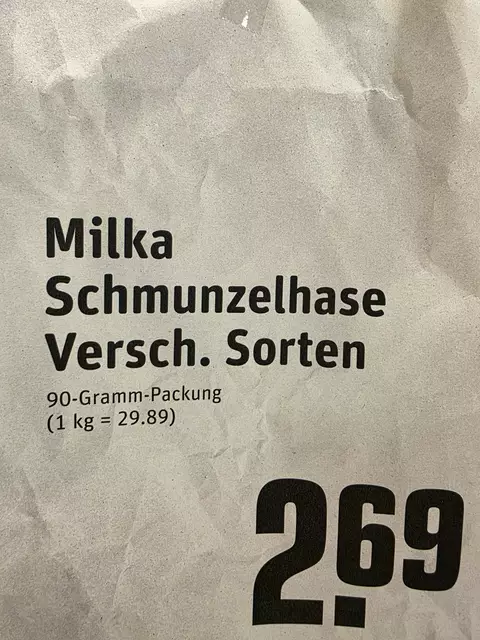 Milka
Schmunzelhase
Versch. Sorten
90-Gramm-Packung
(1 kg = 29.89)
2.69